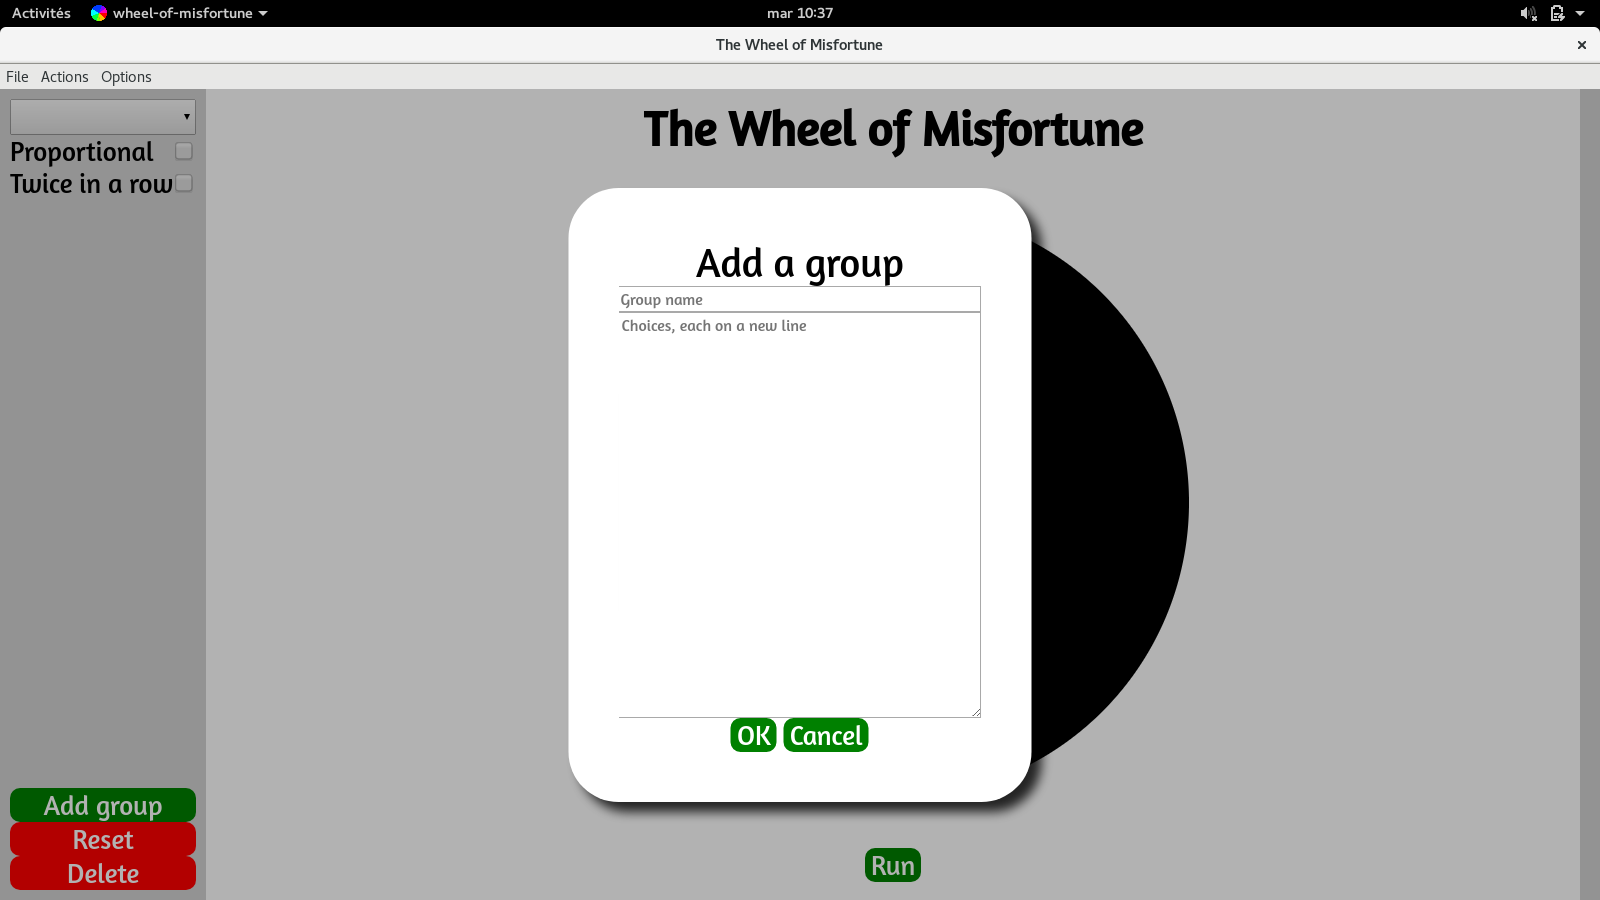 Activités wheel-of-misfortune mar 10:37
The Wheel of Misfortune
File Actions Options
The Wheel of Misfortune
Proportional
Twice in a row
Add a group
Group name
Choices, each on a new line
OK Cancel
Add group
Reset
Delete
Run